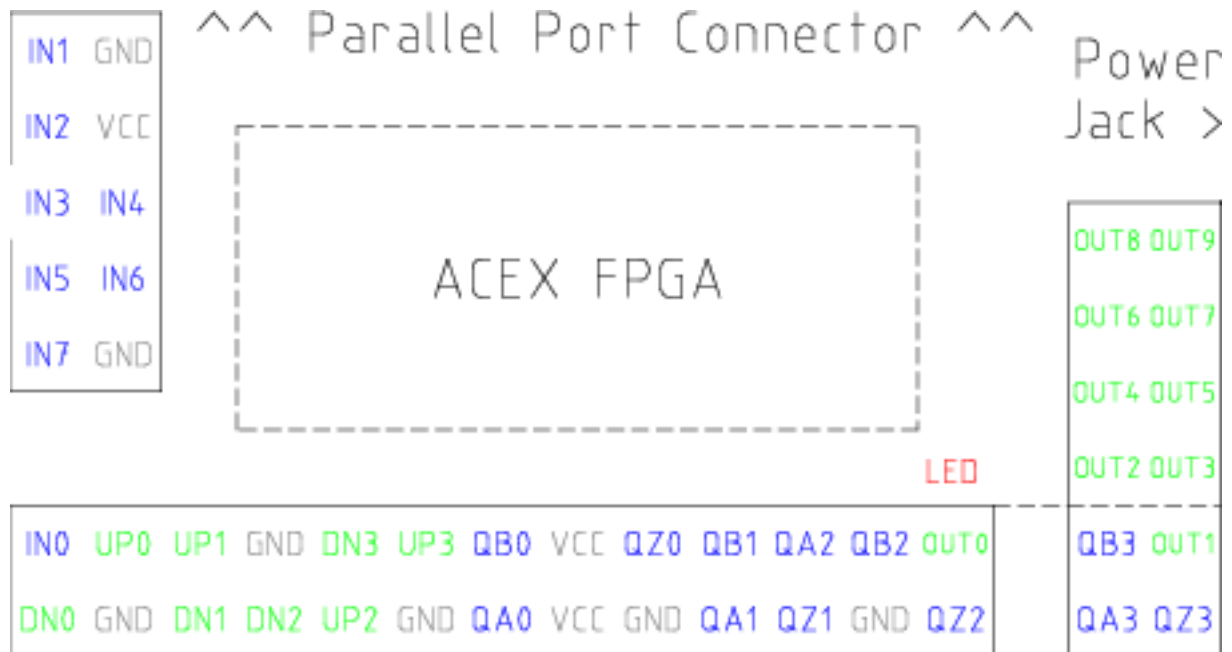 ^^ Parallel Port Connector ^^
Power
Jack >
IN1 GND
IN2 VCC
IN3 IN4
IN5 IN6
IN7 GND
ACEX FPGA
OUT8 OUT9
OUT6 OUT7
OUT4 OUT5
OUT2 OUT3
LED
IN0 UP0 UP1 GND DN3 UP3 QB0 VCC QZ0 QB1 QA2 QB2 OUT0
DN0 GND DN1 DN2 UP2 GND QA0 VCC GND QA1 QZ1 GND QZ2
QB3 OUT1
QA3 QZ3